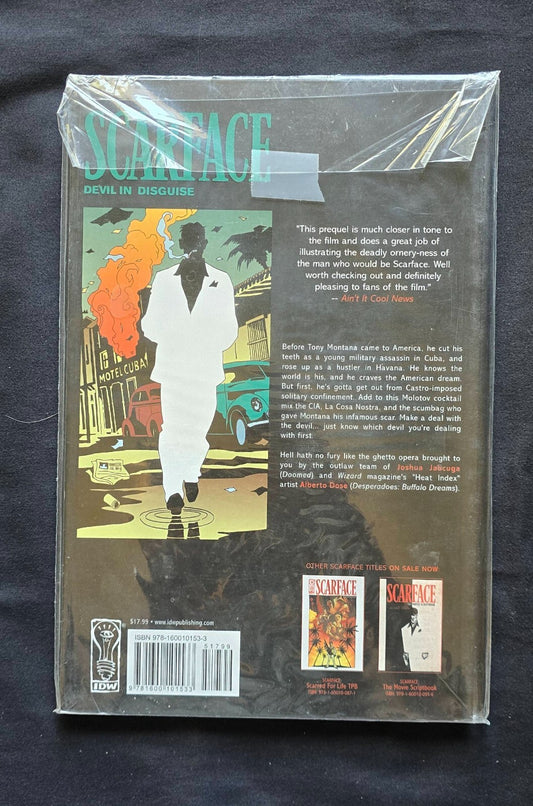 SCARFACE
DEVIL IN DISGUISE
MOTEL CUBA
"This prequel is much closer in tone to
the film and does a great job of
illustrating the deadly ornery-ness of
the man who would be Scarface. Well
worth checking out and definitely
pleasing to fans of the film."
-- Ain't It Cool News
Before Tony Montana came to America, he cut his
teeth as a young military assassin in Cuba, and
rose up as a hustler in Havana. He knows the
world is his, and he craves the American dream.
But first, he's gotta get out from Castro-imposed
solitary confinement. Add to this Molotov cocktail
mix the CIA, La Cosa Nostra, and the scumbag who
gave Montana his infamous scar. Make a deal with
the devil... just know which devil you're dealing
with first.
Hell hath no fury like the ghetto opera brought to
you by the outlaw team of Joshua Jabcuga
(Doomed) and Wizard magazine's "Heat Index"
artist Alberto Dose (Desperadoes: Buffalo Dreams).
OTHER SCARFACE TITLES ON SALE NOW
SCARFACE
SCARFACE
SCARFACE:
Scarred For Life TPB
SCARFACE:
The Movie Scriptbook
$17.99 • www.idwpublishing.com
IDW
ISBN 978-160010153-3
51799
9 781600 101533